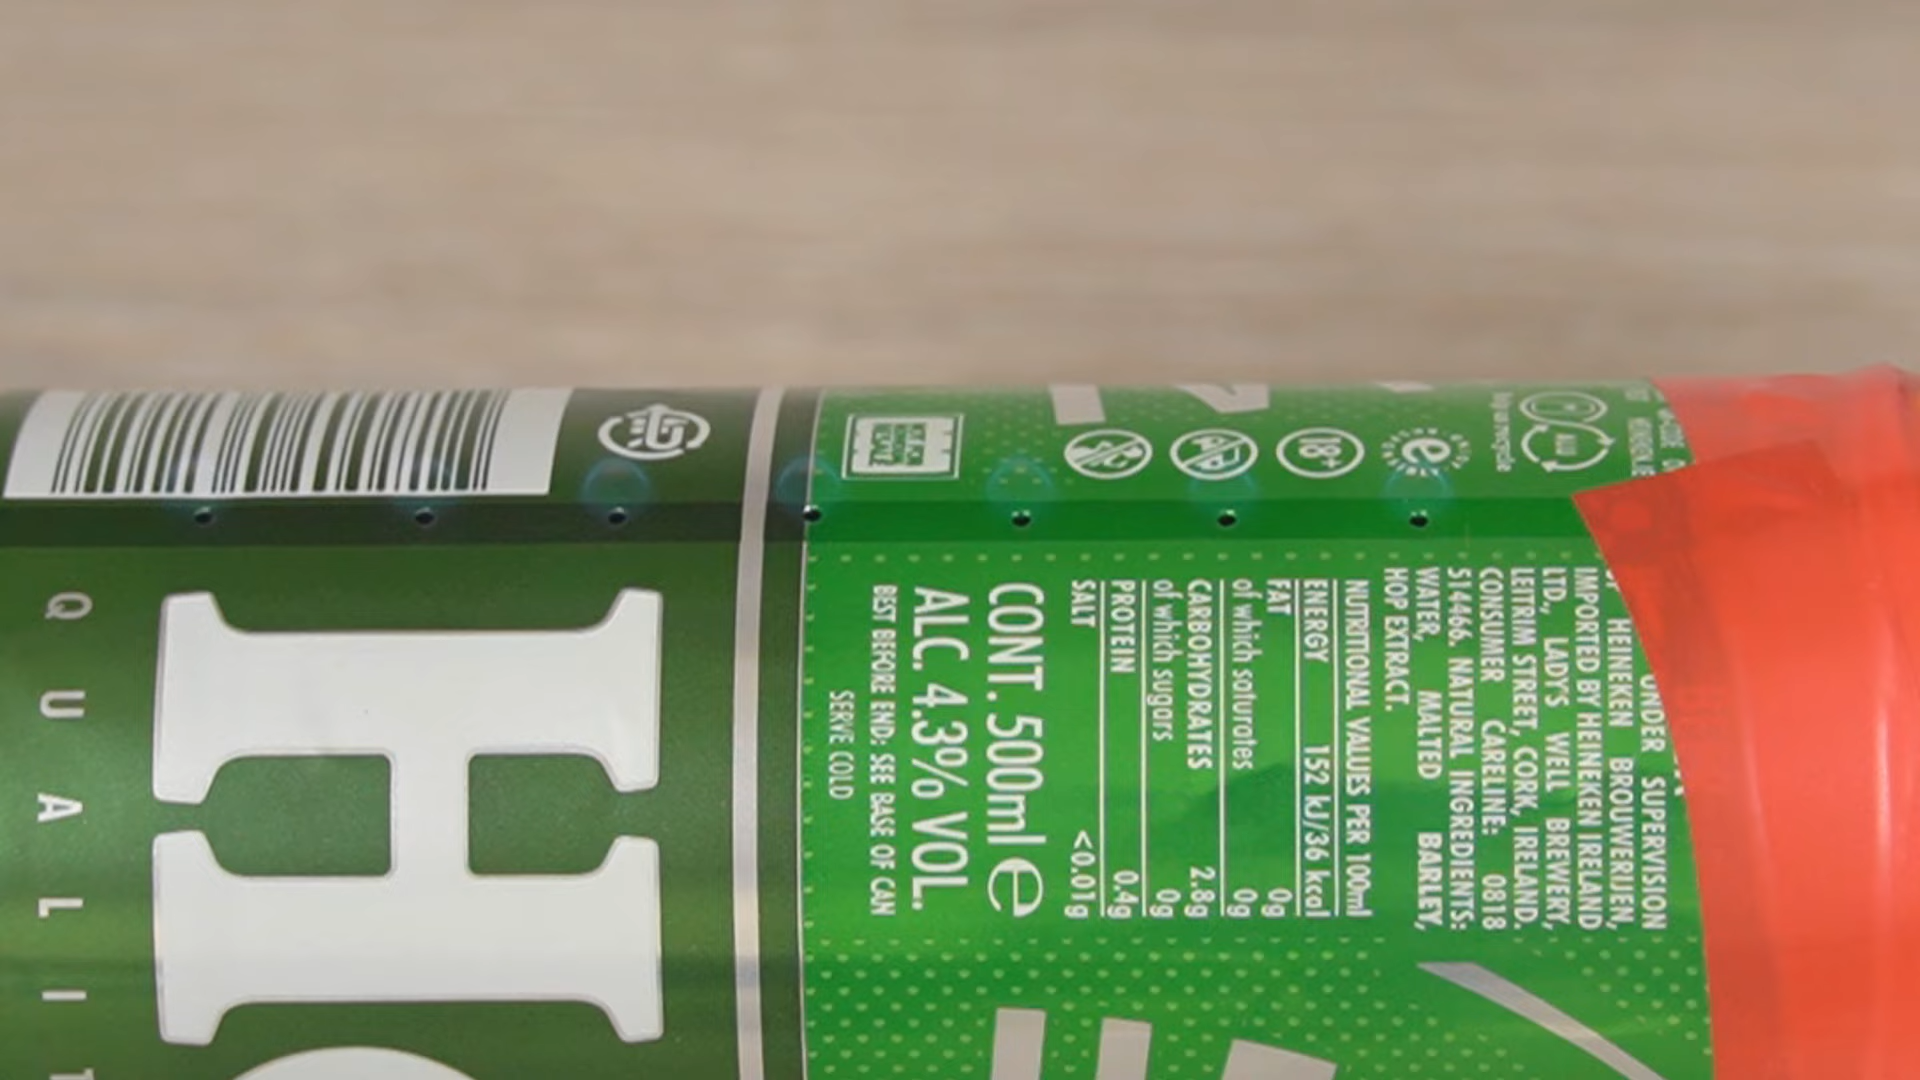 QUALIT
H
SERVE COLD
BEST BEFORE END: SEE BASE OF CAN
ALC. 4.3% VOL.
CONT. 500ml e
SALT <0.01g
PROTEIN 0.4g
of which sugars 0g
CARBOHYDRATES 2.8g
of which saturates 0g
FAT 0g
ENERGY 152 kJ/36 kcal
NUTRITIONAL VALUES PER 100ml
UNDER SUPERVISION
HEINEKEN BROUWERIJEN,
IMPORTED BY HEINEKEN IRELAND
LTD., LADY'S WELL BREWERY,
LEITRIM STREET, CORK, IRELAND.
CONSUMER CARELINE: 0818
514466. NATURAL INGREDIENTS:
WATER, MALTED BARLEY,
HOP EXTRACT.
18+
e
alu